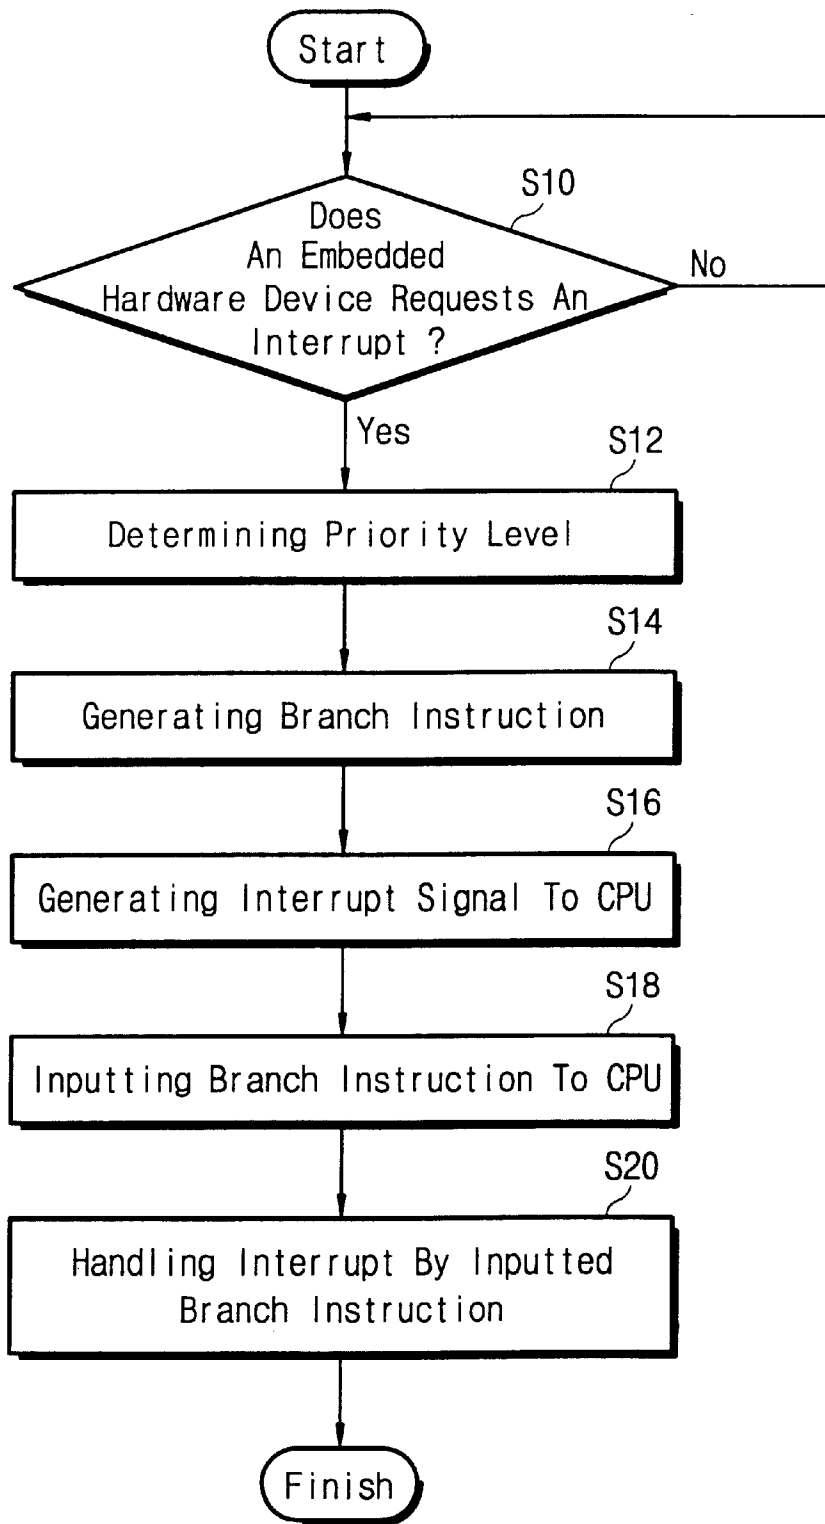 Start
S10
Does
An Embedded
Hardware Device Requests An
Interrupt ?
No
Yes
S12
Determining Priority Level
S14
Generating Branch Instruction
S16
Generating Interrupt Signal To CPU
S18
Inputting Branch Instruction To CPU
S20
Handling Interrupt By Inputted
Branch Instruction
Finish